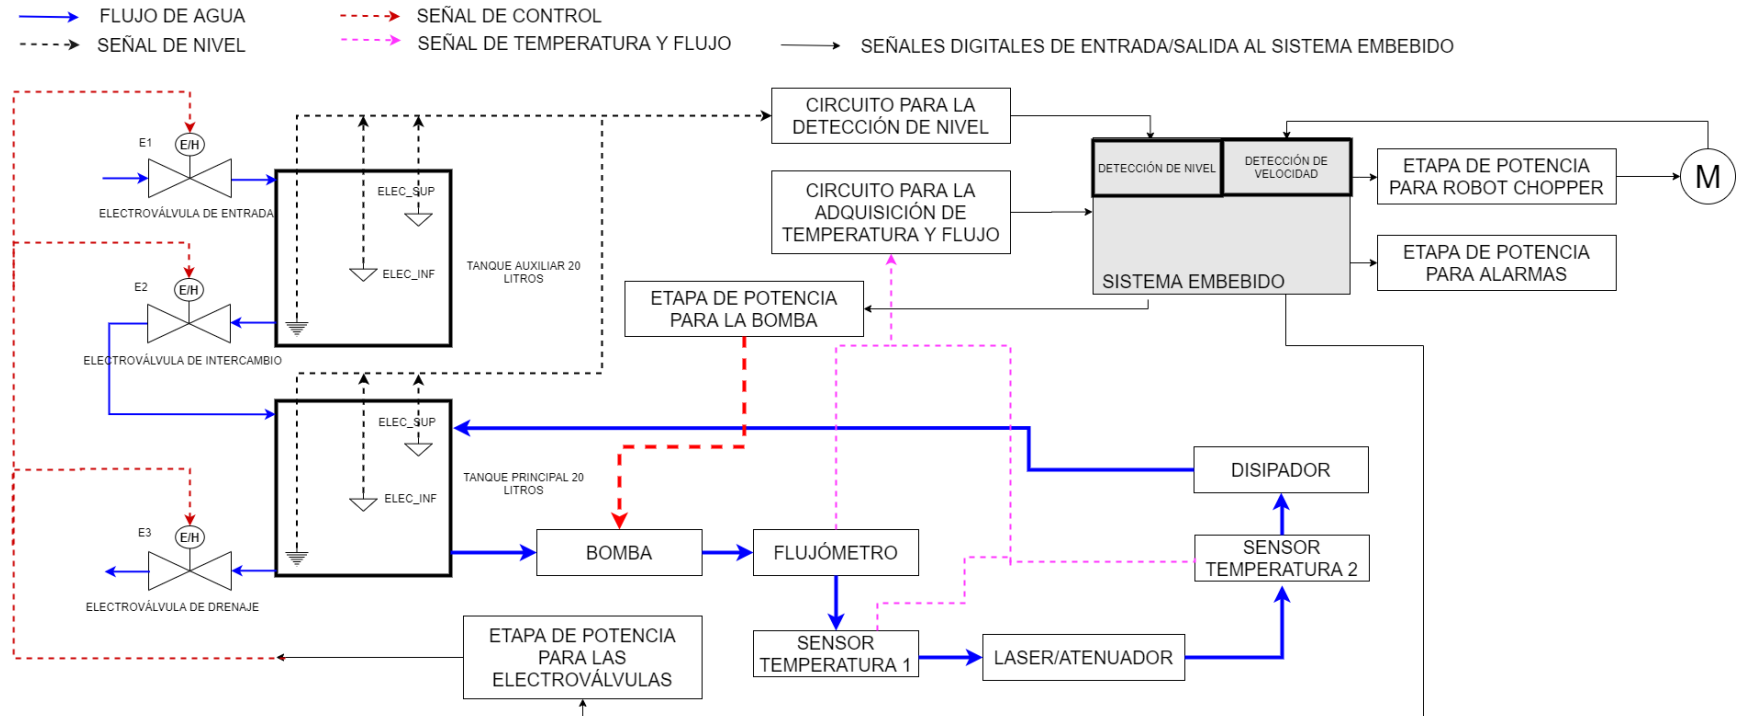 FLUJO DE AGUA
SEÑAL DE CONTROL
SEÑAL DE NIVEL
SEÑAL DE TEMPERATURA Y FLUJO
SEÑALES DIGITALES DE ENTRADA/SALIDA AL SISTEMA EMBEBIDO
E1
E/H
ELECTROVÁLVULA DE ENTRADA
ELEC_SUP
ELEC_INF
TANQUE AUXILIAR 20
LITROS
E2
E/H
ELECTROVÁLVULA DE INTERCAMBIO
CIRCUITO PARA LA
DETECCIÓN DE NIVEL
CIRCUITO PARA LA
ADQUISICIÓN DE
TEMPERATURA Y FLUJO
DETECCIÓN DE NIVEL
DETECCIÓN DE
VELOCIDAD
SISTEMA EMBEBIDO
ETAPA DE POTENCIA
PARA ROBOT CHOPPER
M
ETAPA DE POTENCIA
PARA ALARMAS
ETAPA DE POTENCIA
PARA LA BOMBA
ELEC_SUP
ELEC_INF
TANQUE PRINCIPAL 20
LITROS
E3
E/H
ELECTROVÁLVULA DE DRENAJE
BOMBA
FLUJÓMETRO
DISIPADOR
SENSOR
TEMPERATURA 2
SENSOR
TEMPERATURA 1
LASER/ATENUADOR
ETAPA DE POTENCIA
PARA LAS
ELECTROVÁLVULAS